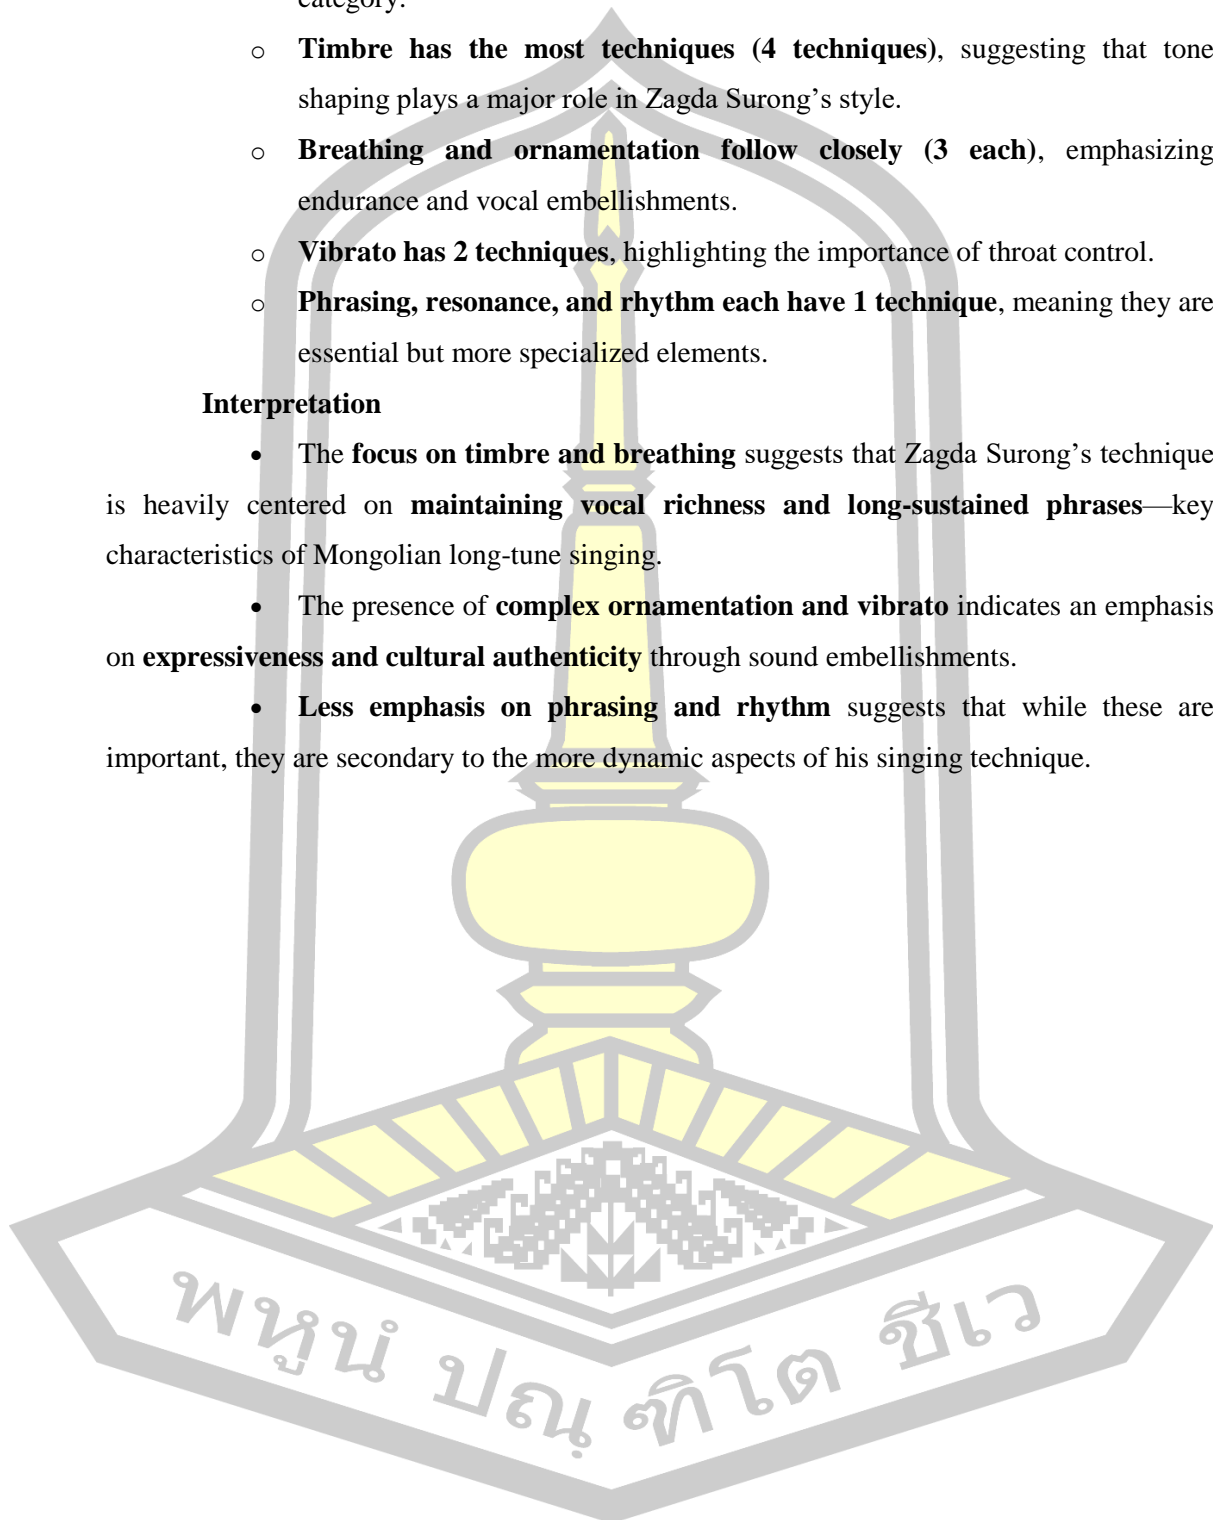 category.
o Timbre has the most techniques (4 techniques), suggesting that tone
shaping plays a major role in Zagda Surong’s style.
o Breathing and ornamentation follow closely (3 each), emphasizing
endurance and vocal embellishments.
o Vibrato has 2 techniques, highlighting the importance of throat control.
o Phrasing, resonance, and rhythm each have 1 technique, meaning they are
essential but more specialized elements.
Interpretation
• The focus on timbre and breathing suggests that Zagda Surong’s technique
is heavily centered on maintaining vocal richness and long-sustained phrases—key
characteristics of Mongolian long-tune singing.
• The presence of complex ornamentation and vibrato indicates an emphasis
on expressiveness and cultural authenticity through sound embellishments.
• Less emphasis on phrasing and rhythm suggests that while these are
important, they are secondary to the more dynamic aspects of his singing technique.
พหูนํ ปณฺฑิโต ชีเว